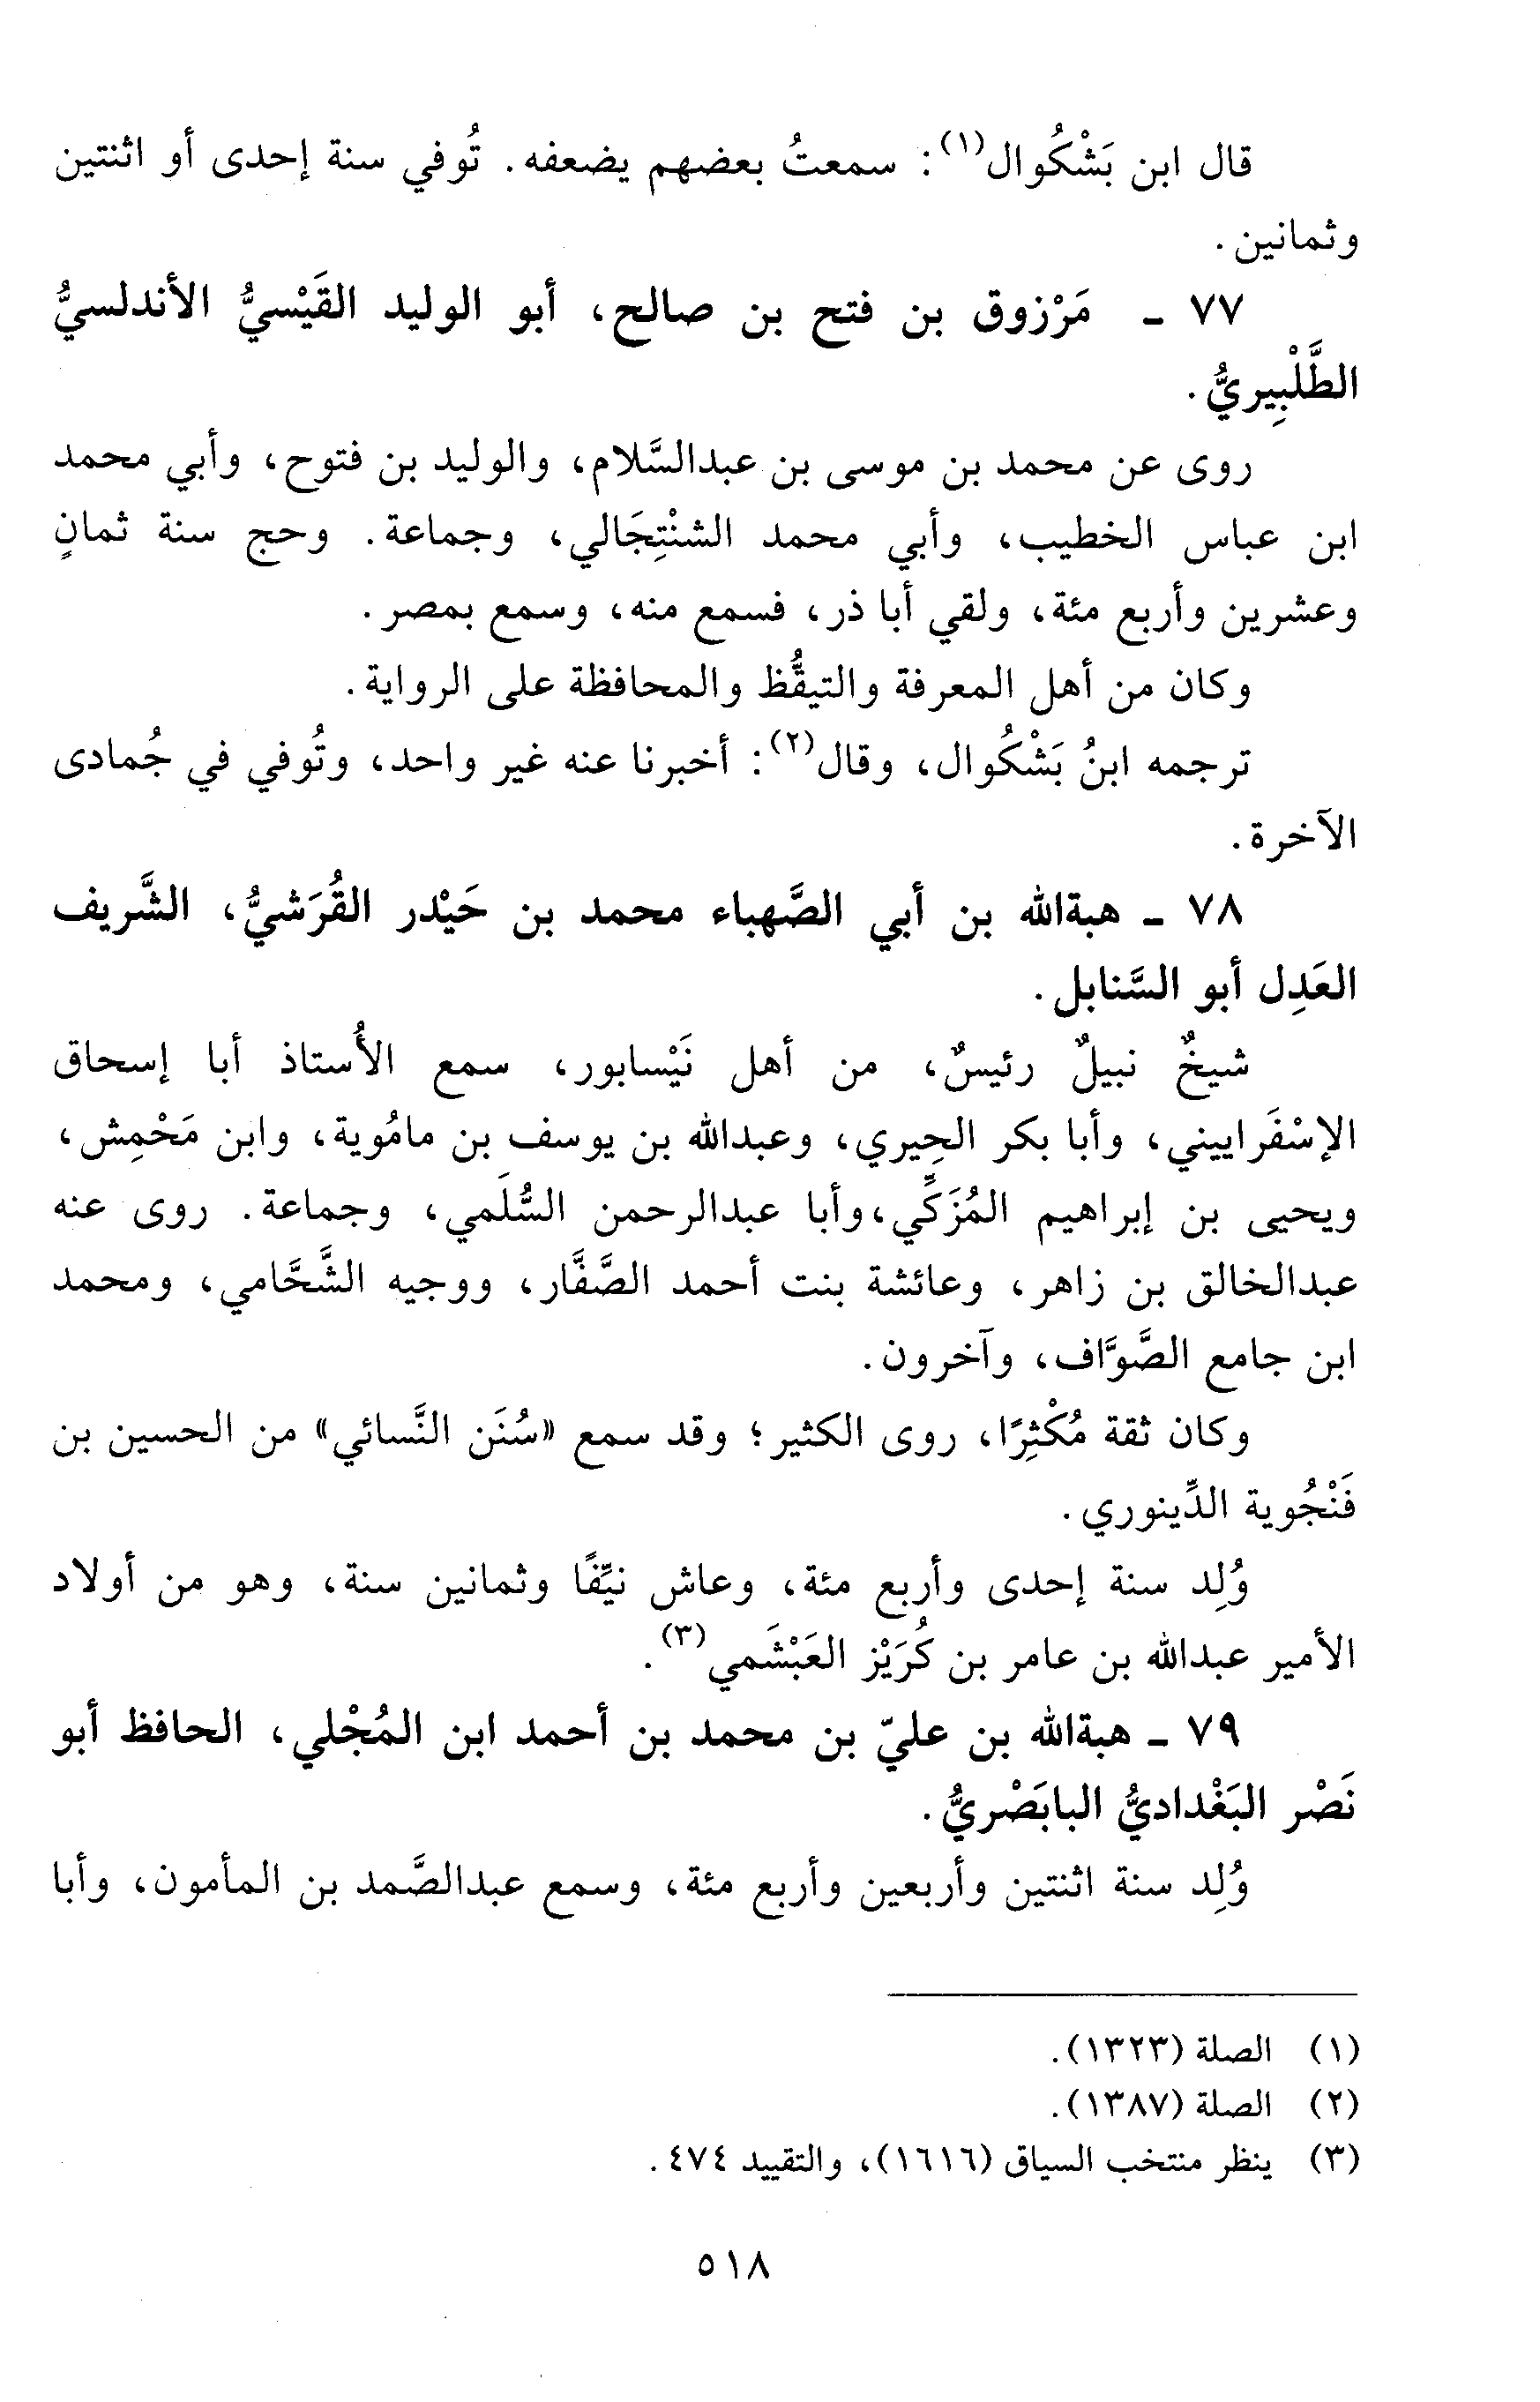 قال ابن بَشْكُوال(١): سمعتُ بعضهم يضعفه. تُوفي سنة إحدى أو اثنتين
وثمانين.
٧٧ - مَرْزوق بن فتح بن صالح، أبو الوليد القَيْسيُّ الأندلسيُّ
الطَّلْبِيريُّ.
روى عن محمد بن موسى بن عبدالسَّلام، والوليد بن فتوح، وأبي محمد
ابن عباس الخطيب، وأبي محمد الشنْتِجَالي، وجماعة. وحج سنة ثمانٍ
وعشرين وأربع مئة، ولقي أبا ذر، فسمع منه، وسمع بمصر.
وكان من أهل المعرفة والتيقُّظ والمحافظة على الرواية.
ترجمه ابنُ بَشْكُوال، وقال(٢): أخبرنا عنه غير واحد، وتُوفي في جُمادى
الآخرة.
٧٨ - هبةالله بن أبي الصَّهباء محمد بن حَيْدر القُرَشيُّ، الشَّريف
العَدِل أبو السَّنابل.
شيخٌ نبيلٌ رئيسٌ، من أهل نَيْسابور، سمع الأُستاذ أبا إسحاق
الإسْفَراييني، وأبا بكر الحِيري، وعبدالله بن يوسف بن مامُوية، وابن مَحْمِش،
ويحيى بن إبراهيم المُزَكِّي،وأبا عبدالرحمن السُّلَمي، وجماعة. روى عنه
عبدالخالق بن زاهر، وعائشة بنت أحمد الصَّفَّار، ووجيه الشَّحَّامي، ومحمد
ابن جامع الصَّوَّاف، وآخرون.
وكان ثقة مُكْثِرًا، روى الكثير؛ وقد سمع «سُنَن النَّسائي» من الحسين بن
فَنْجُوية الدِّينوري.
وُلِد سنة إحدى وأربع مئة، وعاش نيِّفًا وثمانين سنة، وهو من أولاد
الأمير عبدالله بن عامر بن كُرَيْز العَبْشَمي(٣).
٧٩ - هبةالله بن عليّ بن محمد بن أحمد ابن المُجْلي، الحافظ أبو
نَصْر البَغْداديُّ البابَصْريُّ.
وُلِد سنة اثنتين وأربعين وأربع مئة، وسمع عبدالصَّمد بن المأمون، وأبا
(١) الصلة (١٣٢٣).
(٢) الصلة (١٣٨٧).
(٣) ينظر منتخب السياق (١٦١٦)، والتقييد ٤٧٤.
٥١٨